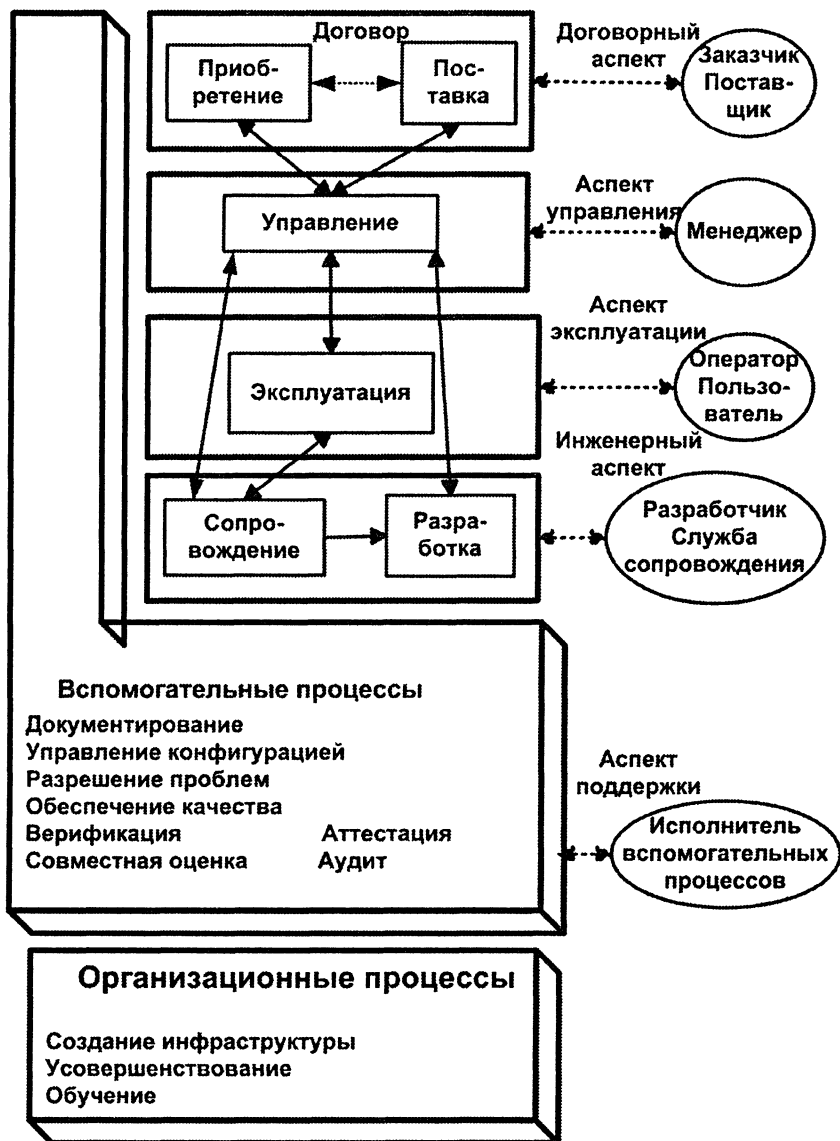 Договор
Приоб-
ретение
Пос-
тавка
Договорный
аспект
Заказчик
Постав-
щик
Управление
Аспект
управления
Менеджер
Эксплуатация
Аспект
эксплуатации
Оператор
Пользо-
ватель
Сопро-
вождение
Разра-
ботка
Инженерный
аспект
Разработчик
Служба
сопровождения
Вспомогательные процессы
Документирование
Управление конфигурацией
Разрешение проблем
Обеспечение качества
Верификация Аттестация
Совместная оценка Аудит
Аспект
поддержки
Исполнитель
вспомогательных
процессов
Организационные процессы
Создание инфраструктуры
Усовершенствование
Обучение